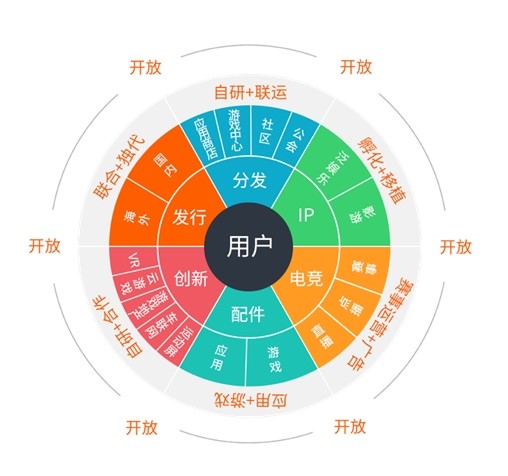 开放
开放
自研+联运
应用商店
游戏中心
社区
公会
联合+独代
孵化+移植
国内
海外
泛娱乐
影游
分发
发行
IP
开放
用户
开放
创新
电竞
配件
VR
云游戏
车联网
赛事
点播
直播
应用
游戏
自研+合作
赛事运营+广告
应用+游戏
开放
开放